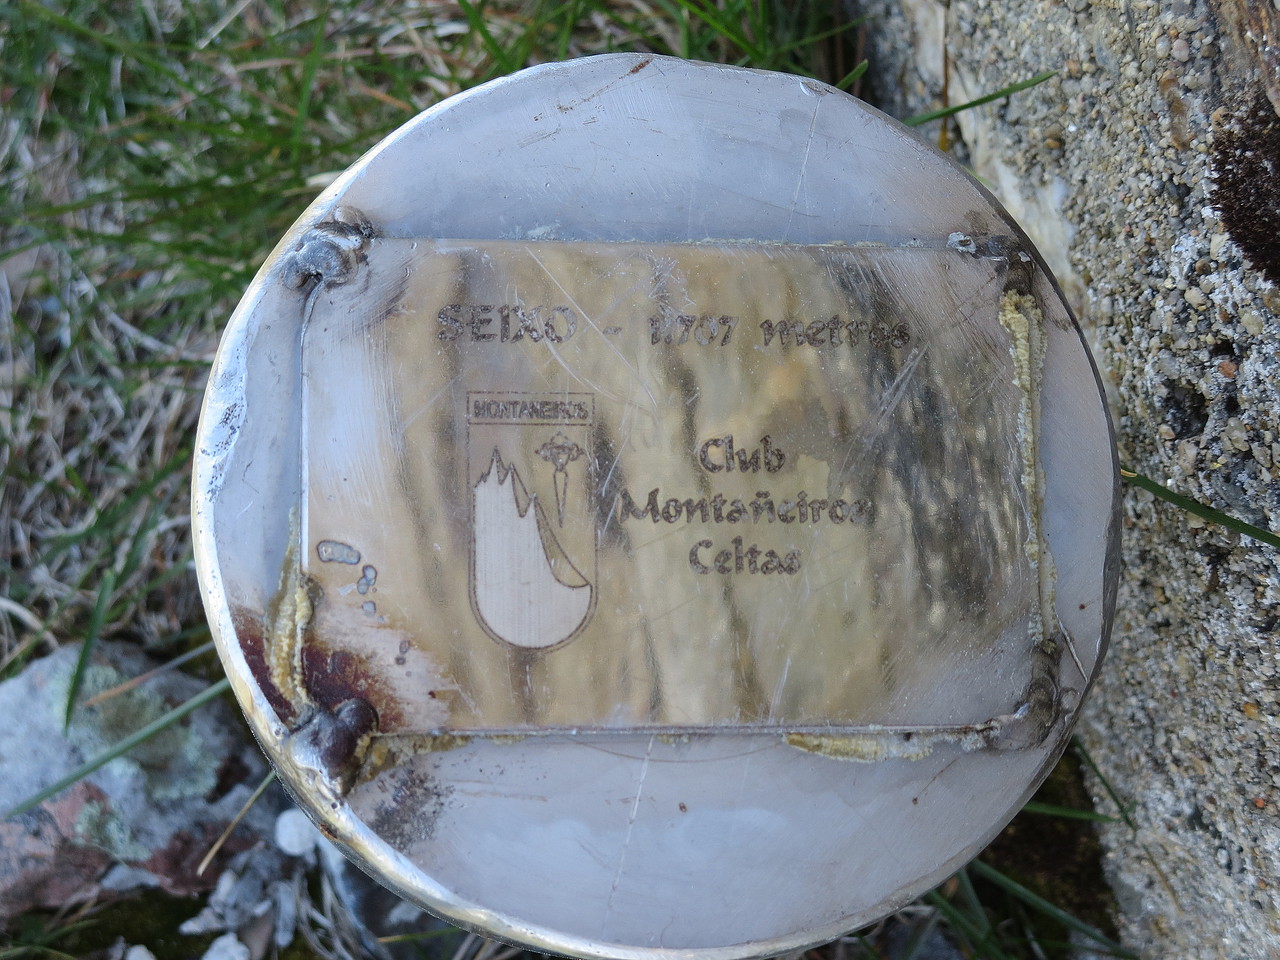 SEIXO - 1.707 metros
MONTAÑEIROS
Club
Montañeiros
Celtas